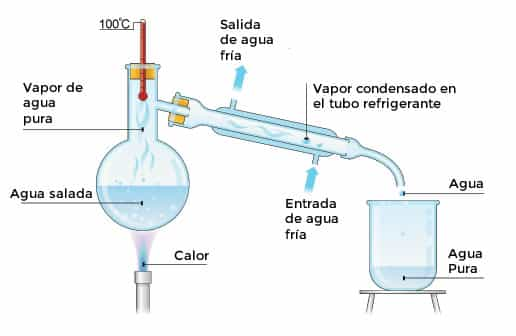 100°C
Salida
de agua
fría
Vapor de
agua
pura
Vapor condensado en
el tubo refrigerante
Agua salada
Entrada
de agua
fría
Agua
Calor
Agua
Pura